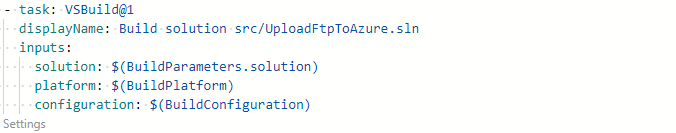 - task: VSBuild@1
  displayName: Build solution src/UploadFtpToAzure.sln
  inputs:
    solution: $(BuildParameters.solution)
    platform: $(BuildPlatform)
    configuration: $(BuildConfiguration)
Settings